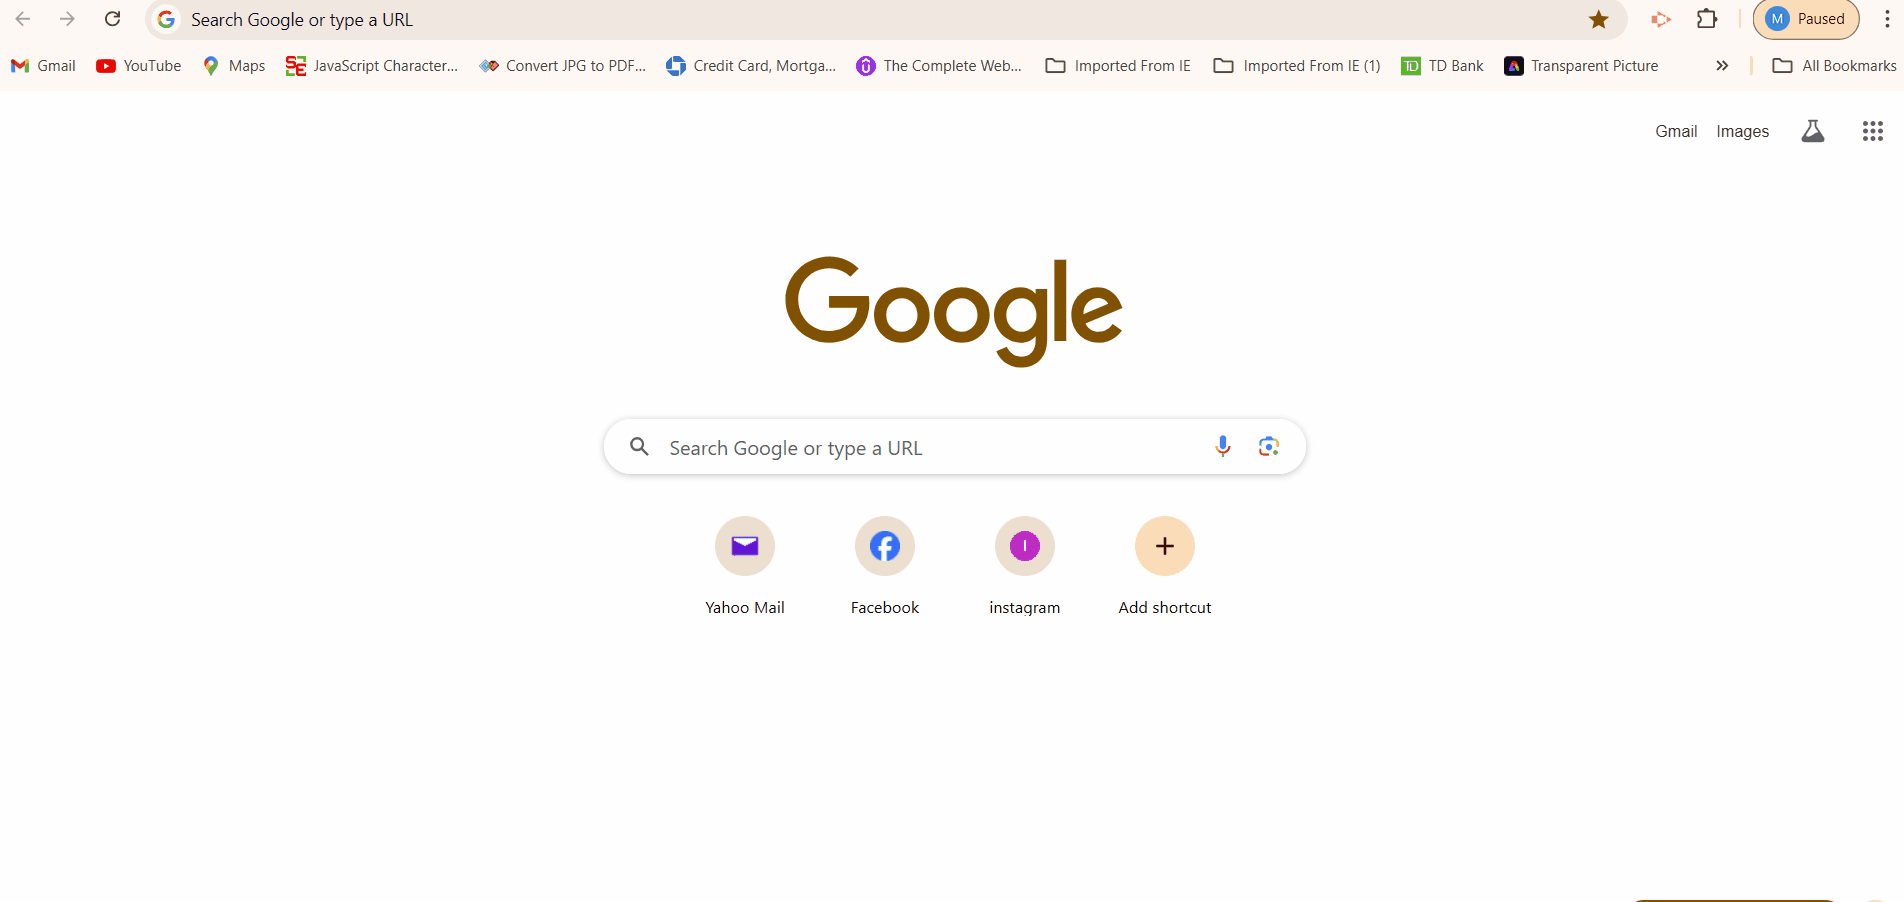 Search Google or type a URL
M Paused
Gmail YouTube Maps JavaScript Character... Convert JPG to PDF... Credit Card, Mortga... The Complete Web... Imported From IE Imported From IE (1) TD Bank Transparent Picture All Bookmarks
Gmail Images
Google
Search Google or type a URL
Yahoo Mail Facebook instagram Add shortcut